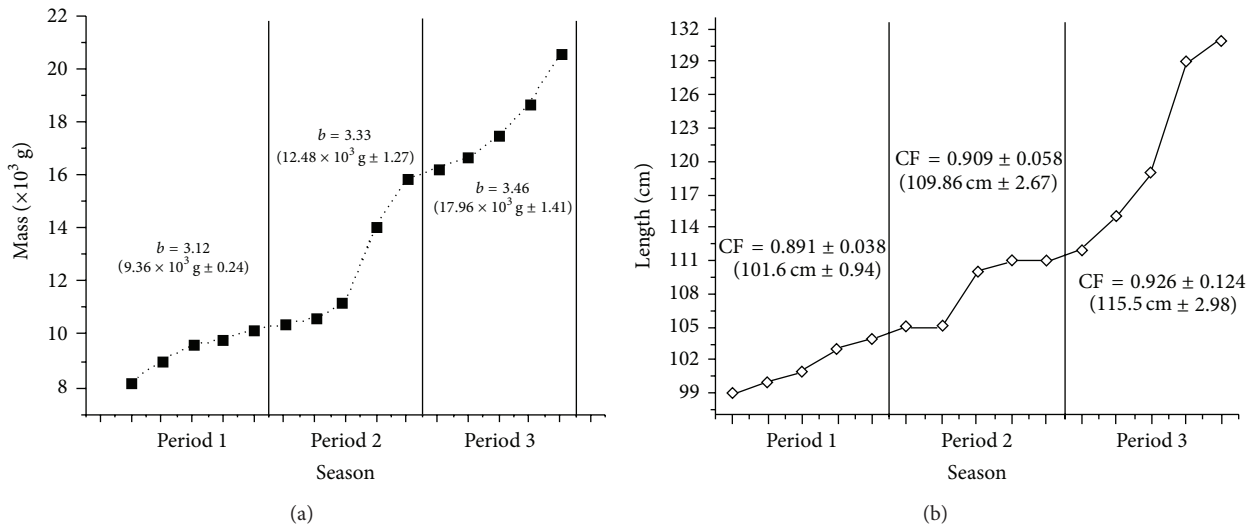 22
20
18
16
14
12
10
8
Mass (×10³ g)
b = 3.12
(9.36 × 10³ g ± 0.24)
b = 3.33
(12.48 × 10³ g ± 1.27)
b = 3.46
(17.96 × 10³ g ± 1.41)
Period 1 Period 2 Period 3
Season
(a)
132
129
126
123
120
117
114
111
108
105
102
99
Length (cm)
CF = 0.891 ± 0.038
(101.6 cm ± 0.94)
CF = 0.909 ± 0.058
(109.86 cm ± 2.67)
CF = 0.926 ± 0.124
(115.5 cm ± 2.98)
Period 1 Period 2 Period 3
Season
(b)